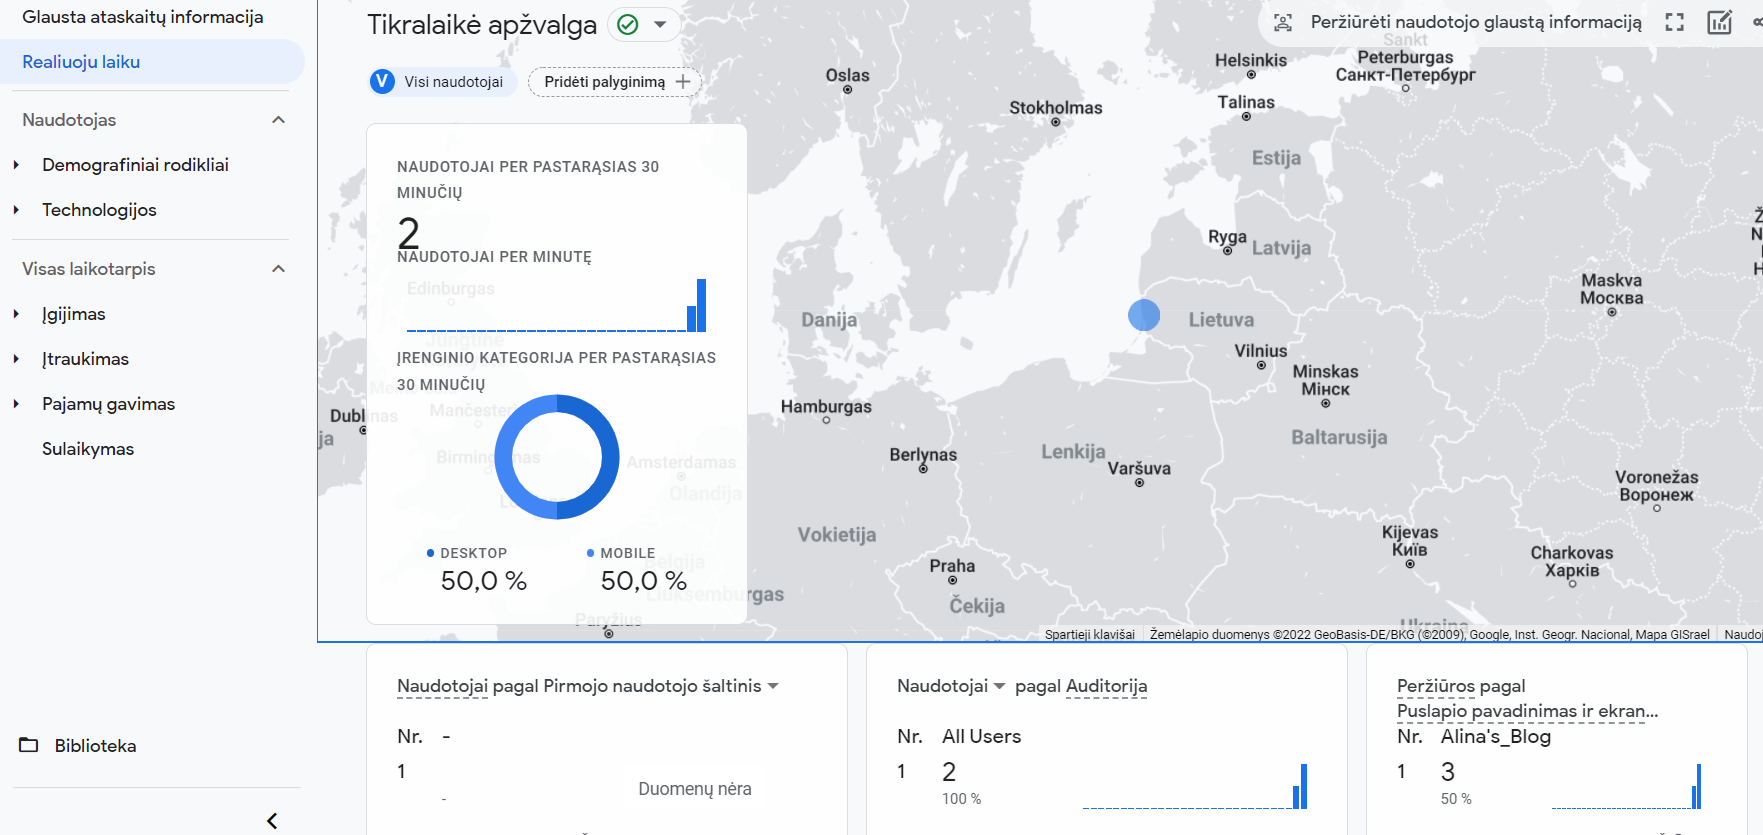 Glausta ataskaitų informacija
Realiuoju laiku
Naudotojas
Demografiniai rodikliai
Technologijos
Visas laikotarpis
Įgijimas
Įtraukimas
Pajamų gavimas
Sulaikymas
Biblioteka
Tikralaikė apžvalga
Peržiūrėti naudotojo glaustą informaciją
V Visi naudotojai
Pridėti palyginimą
NAUDOTOJAI PER PASTARĄSIAS 30
MINUČIŲ
2
NAUDOTOJAI PER MINUTĘ
Edinburgas
Jungtinė
ĮRENGINIO KATEGORIJA PER PASTARĄSIAS
30 MINUČIŲ
Mančester
Birmingamas
Amsterdamas
Olandija
DESKTOP
50,0 %
MOBILE
50,0 %
Belgija
Liuksemburgas
Paryžius
Dublinas
Oslas
Stokholmas
Helsinkis
Talinas
Sankt
Peterburgas
Санкт-Петербург
Estija
Ryga
Latvija
Maskva
Москва
Danija
Lietuva
Vilnius
Minskas
Мінск
Hamburgas
Baltarusija
Berlynas
Lenkija
Varšuva
Voronežas
Воронеж
Vokietija
Kijevas
Київ
Charkovas
Харків
Praha
Čekija
Ukraina
Spartieji klavišai
Žemėlapio duomenys ©2022 GeoBasis-DE/BKG (©2009), Google, Inst. Geogr. Nacional, Mapa GISrael
Naudo
Naudotojai pagal Pirmojo naudotojo šaltinis
Nr. -
1
-
Duomenų nėra
Naudotojai pagal Auditorija
Nr. All Users
1 2
100 %
Peržiūros pagal
Puslapio pavadinimas ir ekran...
Nr. Alina's_Blog
1 3
50 %